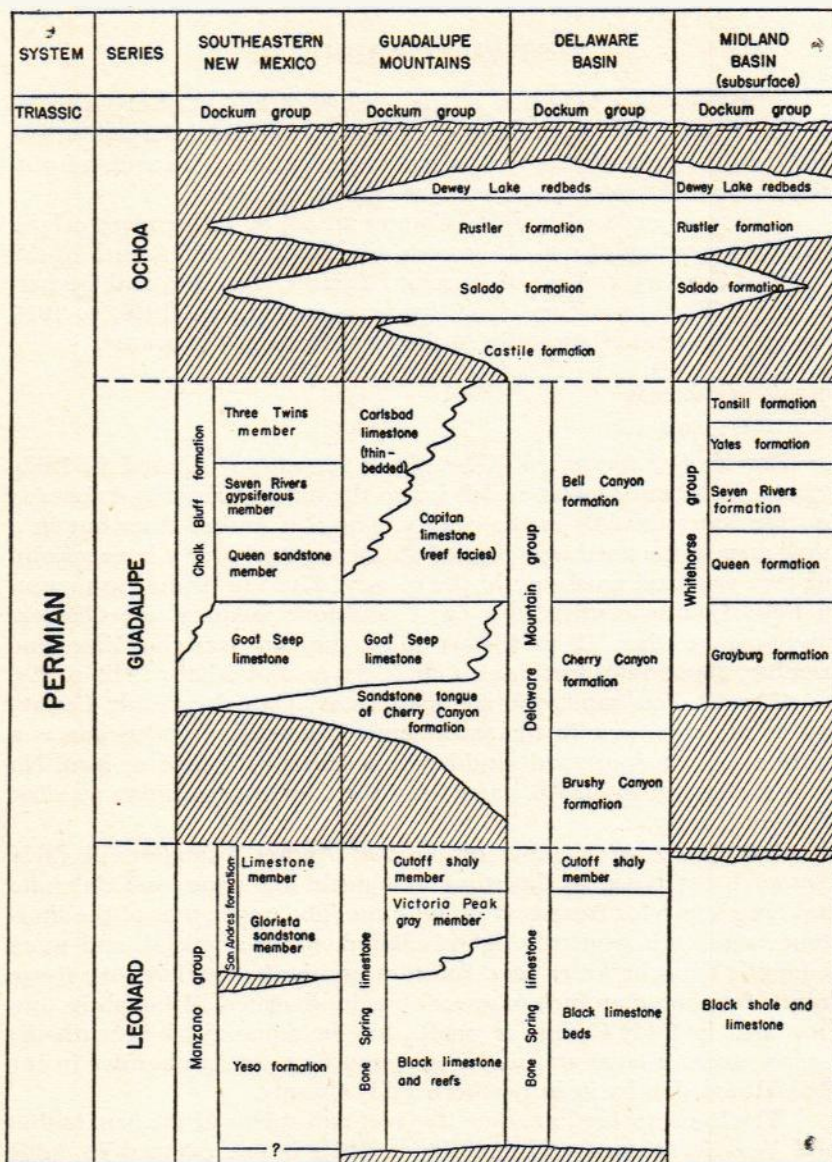 SYSTEM
SERIES
SOUTHEASTERN
NEW MEXICO
GUADALUPE
MOUNTAINS
DELAWARE
BASIN
MIDLAND
BASIN
(subsurface)
TRIASSIC
Dockum group
Dockum group
Dockum group
Dockum group
PERMIAN
OCHOA
Dewey Lake redbeds
Dewey Lake redbeds
Rustler formation
Rustler formation
Salado formation
Salado formation
Castile formation
GUADALUPE
Chalk Bluff formation
Three Twins
member
Seven Rivers
gypsiferous
member
Queen sandstone
member
Goat Seep
limestone
Carlsbad
limestone
(thin-
bedded)
Capitan
limestone
(reef facies)
Goat Seep
limestone
Sandstone tongue
of Cherry Canyon
formation
Delaware Mountain group
Bell Canyon
formation
Cherry Canyon
formation
Brushy Canyon
formation
Whitehorse group
Tansill formation
Yates formation
Seven Rivers
formation
Queen formation
Grayburg formation
LEONARD
Manzano group
San Andres formation
Limestone
member
Glorieta
sandstone
member
Yeso formation
?
Bone Spring limestone
Cutoff shaly
member
Victoria Peak
gray member
Black limestone
and reefs
Bone Spring limestone
Cutoff shaly
member
Black limestone
beds
Black shale and
limestone